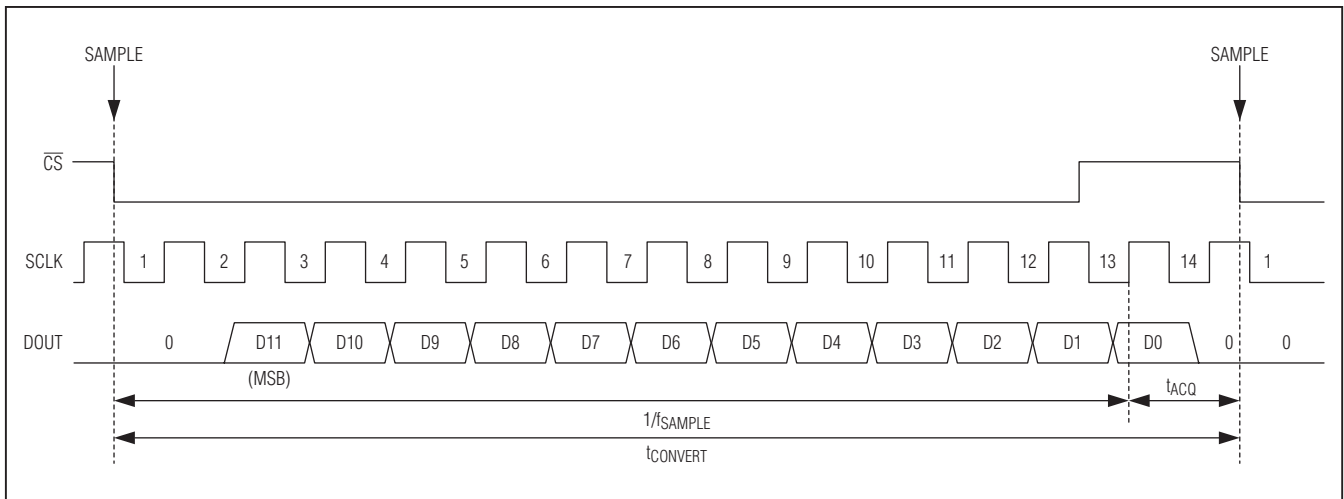 SAMPLE SAMPLE
CS
SCLK 1 2 3 4 5 6 7 8 9 10 11 12 13 14 1
DOUT 0 D11 D10 D9 D8 D7 D6 D5 D4 D3 D2 D1 D0 0 0
(MSB)
tACQ
1/fSAMPLE
tCONVERT